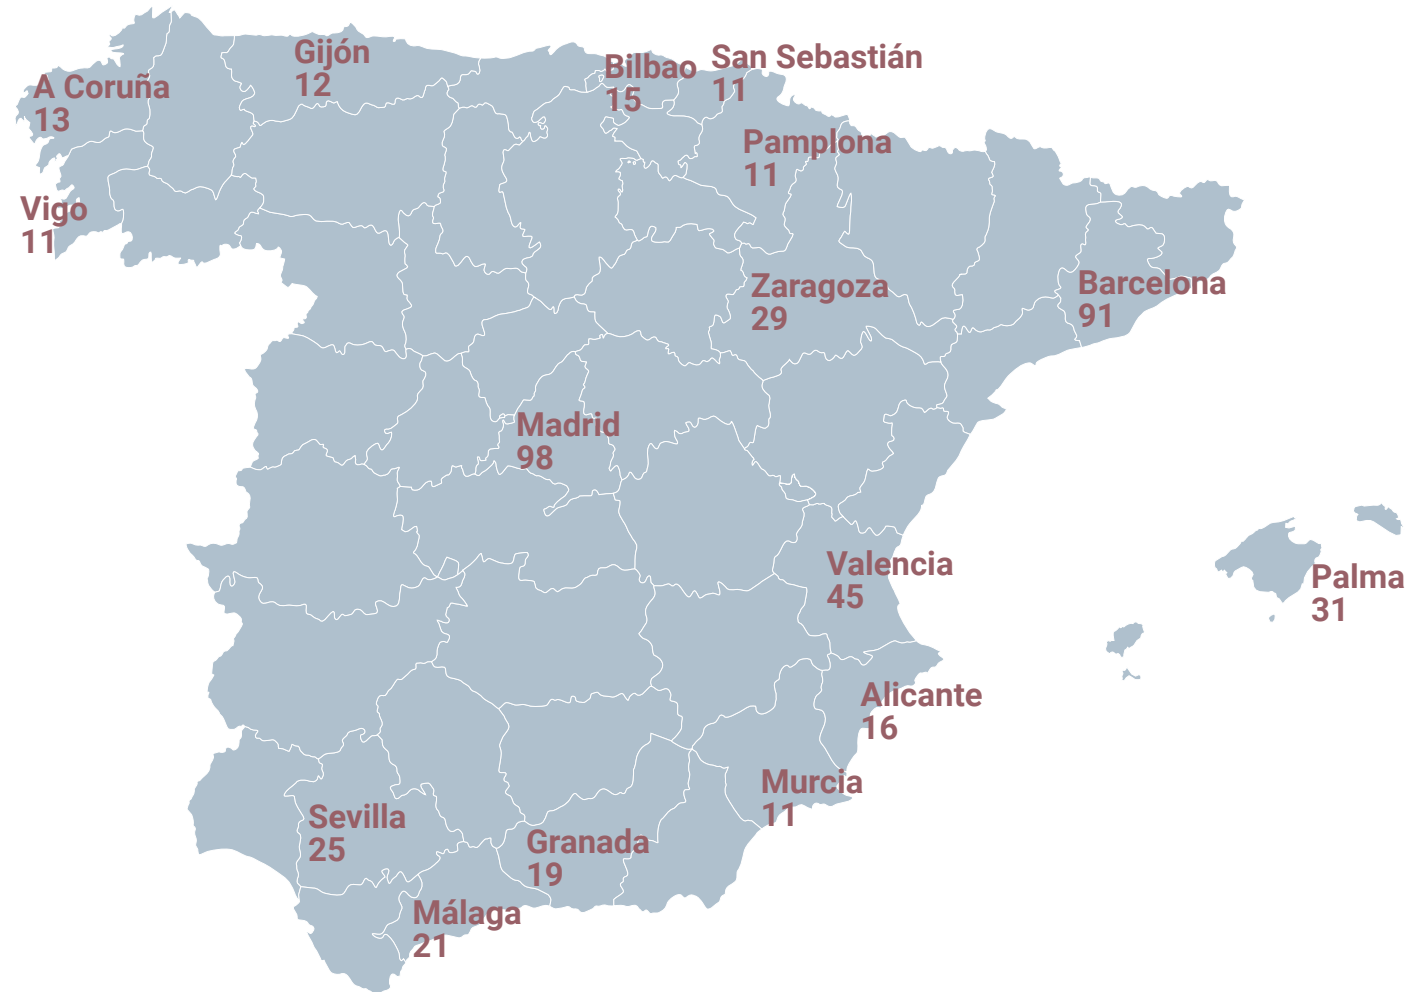 Gijón
12
Bilbao
15
San Sebastián
11
A Coruña
13
Pamplona
11
Vigo
11
Zaragoza
29
Barcelona
91
Madrid
98
Valencia
45
Palma
31
Alicante
16
Murcia
11
Sevilla
25
Granada
19
Málaga
21